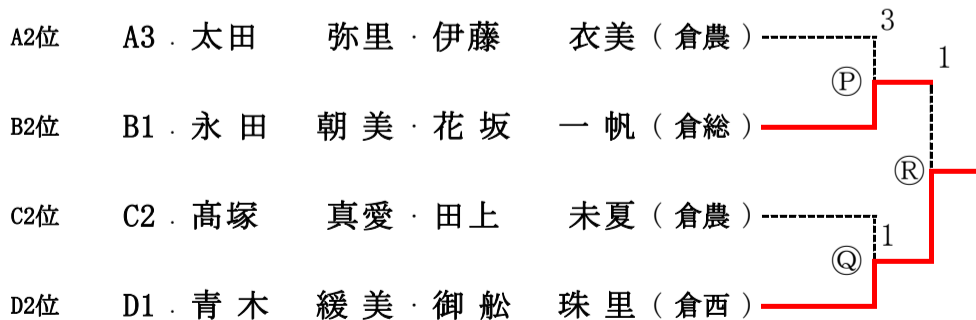 A2位 A3 . 太田 弥里 · 伊藤 衣美 ( 倉農 ) 3
1
Ⓟ
B2位 B1 . 永田 朝美 · 花坂 一帆 ( 倉総 )
Ⓡ
C2位 C2 . 髙塚 真愛 · 田上 未夏 ( 倉農 )
1
Ⓠ
D2位 D1 . 青木 緩美 · 御舩 珠里 ( 倉西 )